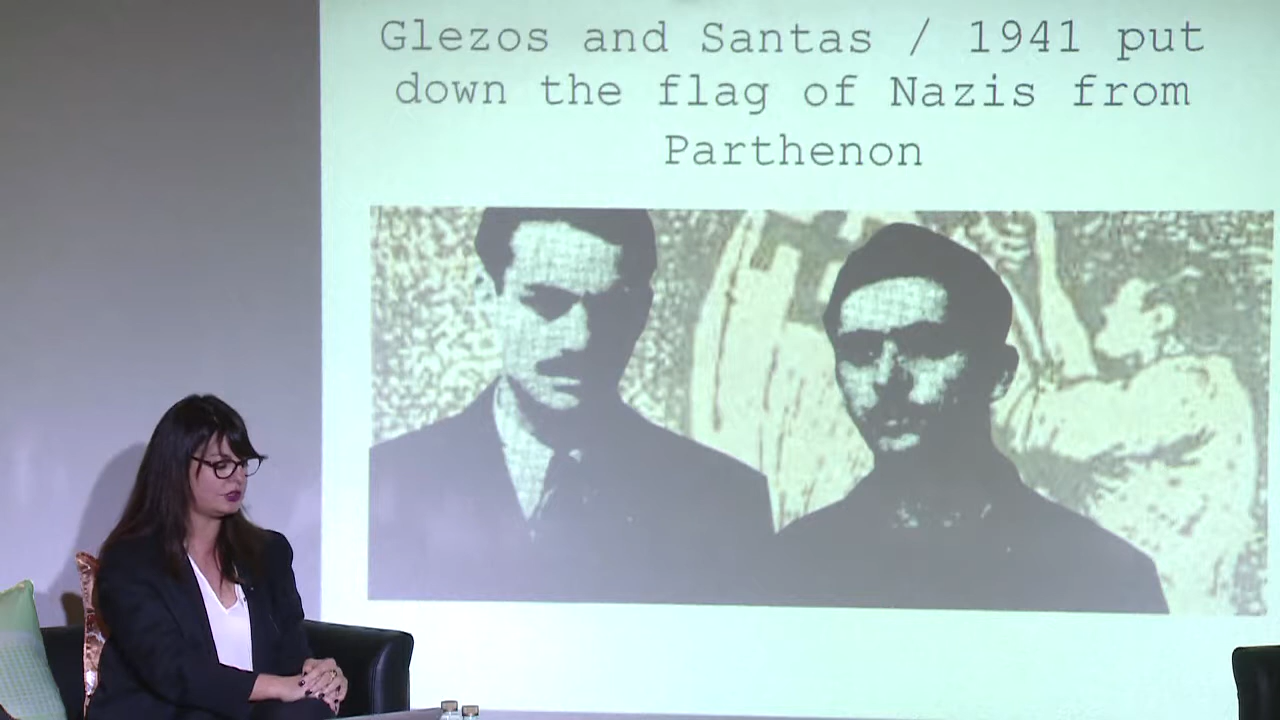 Glezos and Santas / 1941 put
down the flag of Nazis from
Parthenon